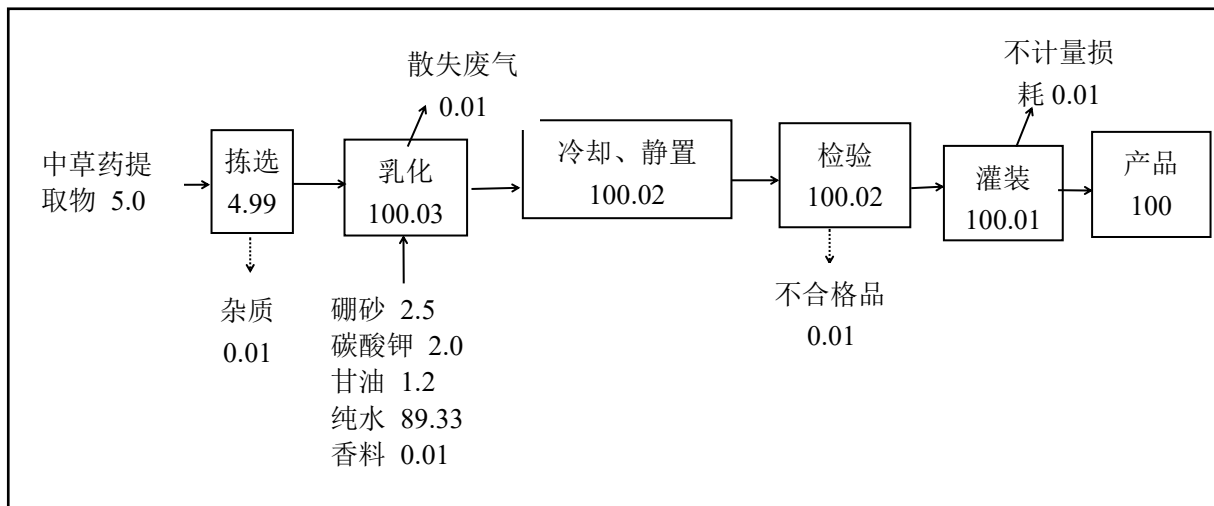 散失废气
0.01
不计量损
耗 0.01
中草药提
取物 5.0
拣选
4.99
乳化
100.03
冷却、静置
100.02
检验
100.02
灌装
100.01
产品
100
杂质
0.01
硼砂 2.5
碳酸钾 2.0
甘油 1.2
纯水 89.33
香料 0.01
不合格品
0.01